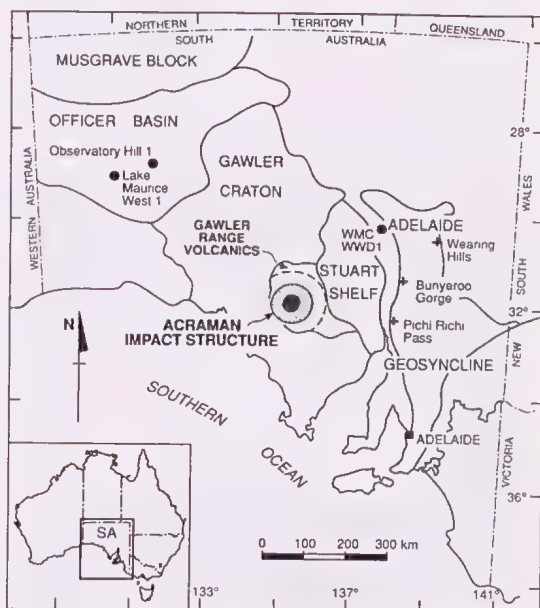 NORTHERN TERRITORY QUEENSLAND
SOUTH AUSTRALIA
MUSGRAVE BLOCK
OFFICER BASIN
28°
Observatory Hill 1
Lake
Maurice
West 1
WESTERN AUSTRALIA
GAWLER
CRATON
GAWLER
RANGE
VOLCANICS
WMC
WWD1
ADELAIDE
Wearing
Hills
STUART
SHELF
Bunyeroo
Gorge
Pichi Richi
Pass
ACRAMAN
IMPACT STRUCTURE
32°
NEW SOUTH WALES
GEOSYNCLINE
N
SOUTHERN
OCEAN
ADELAIDE
VICTORIA
36°
SA
0 100 200 300 km
133° 137° 141°